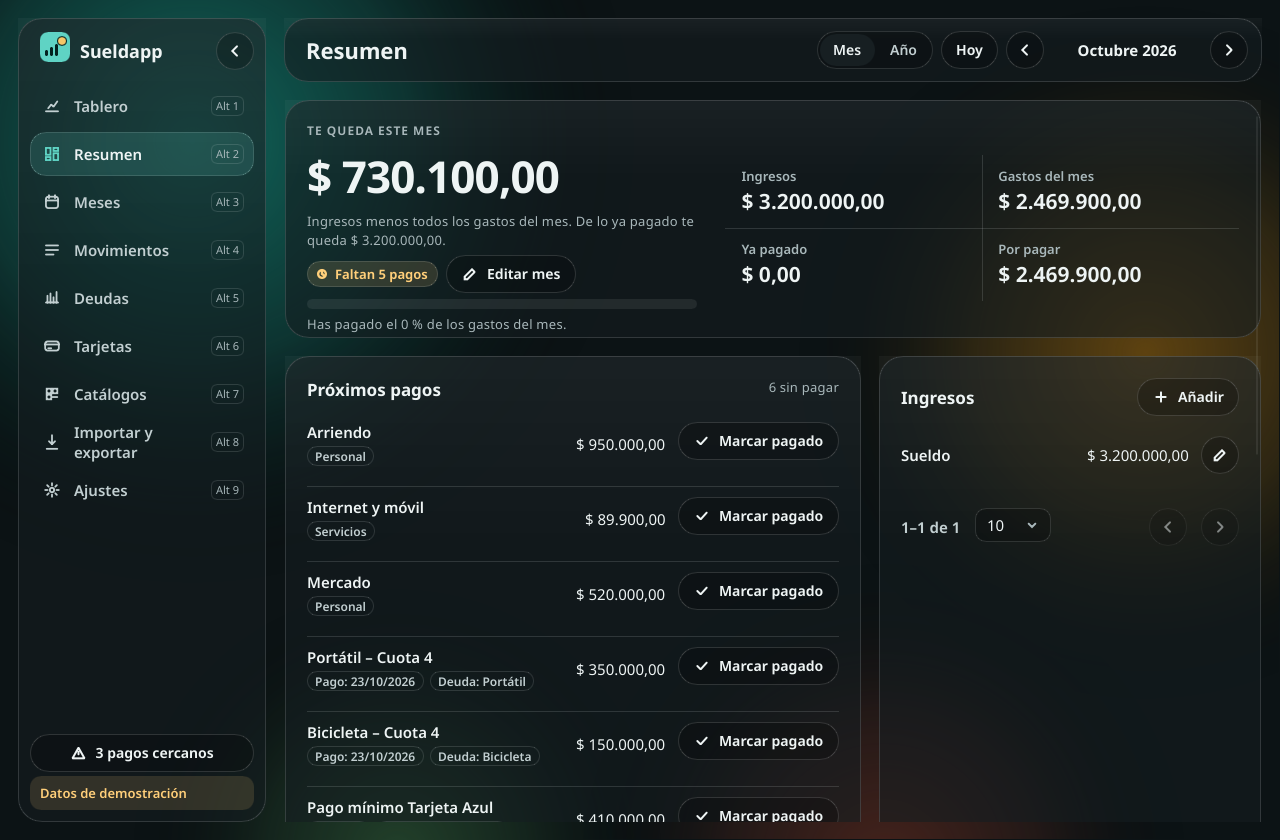 Sueldapp
Tablero Alt 1
Resumen Alt 2
Meses Alt 3
Movimientos Alt 4
Deudas Alt 5
Tarjetas Alt 6
Catálogos Alt 7
Importar y
exportar Alt 8
Ajustes Alt 9
3 pagos cercanos
Datos de demostración
Resumen
Mes Año Hoy Octubre 2026
TE QUEDA ESTE MES
$ 730.100,00
Ingresos menos todos los gastos del mes. De lo ya pagado te
queda $ 3.200.000,00.
Faltan 5 pagos Editar mes
Has pagado el 0 % de los gastos del mes.
Ingresos
$ 3.200.000,00
Gastos del mes
$ 2.469.900,00
Ya pagado
$ 0,00
Por pagar
$ 2.469.900,00
Próximos pagos 6 sin pagar
Arriendo
Personal
$ 950.000,00 Marcar pagado
Internet y móvil
Servicios
$ 89.900,00 Marcar pagado
Mercado
Personal
$ 520.000,00 Marcar pagado
Portátil – Cuota 4
Pago: 23/10/2026 Deuda: Portátil
$ 350.000,00 Marcar pagado
Bicicleta – Cuota 4
Pago: 23/10/2026 Deuda: Bicicleta
$ 150.000,00 Marcar pagado
Pago mínimo Tarjeta Azul
$ 410.000,00 Marcar pagado
Ingresos Añadir
Sueldo $ 3.200.000,00
1–1 de 1 10